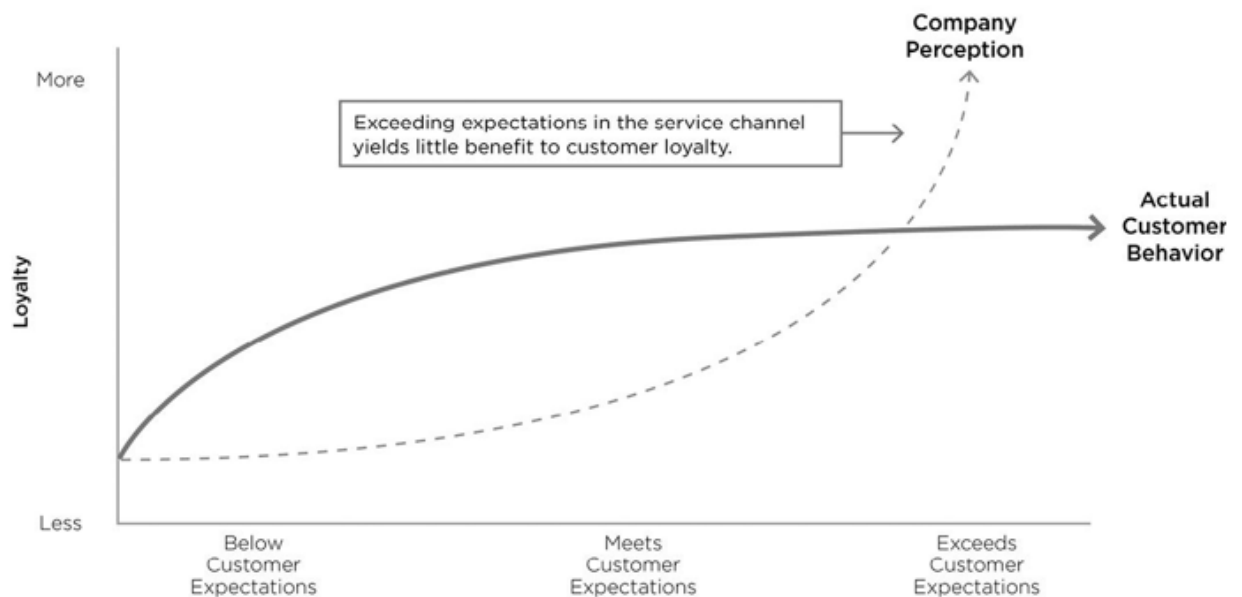 Company
Perception
More
Exceeding expectations in the service channel
yields little benefit to customer loyalty.
Actual
Customer
Behavior
Loyalty
Less
Below
Customer
Expectations
Meets
Customer
Expectations
Exceeds
Customer
Expectations